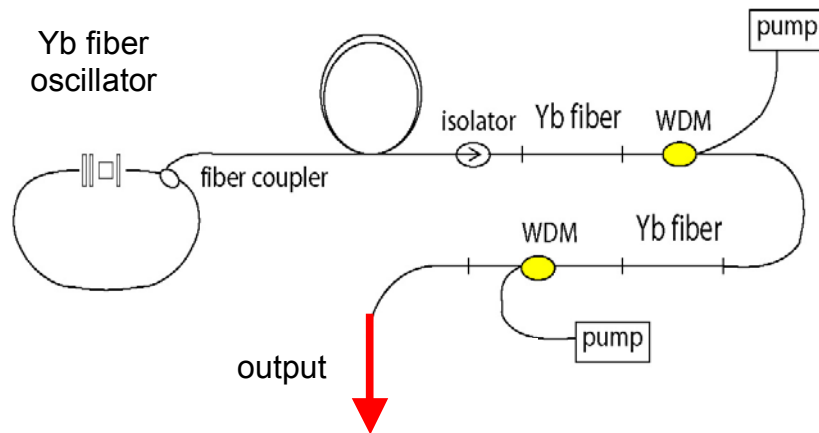 Yb fiber
oscillator
pump
isolator
Yb fiber
WDM
fiber coupler
WDM
Yb fiber
pump
output